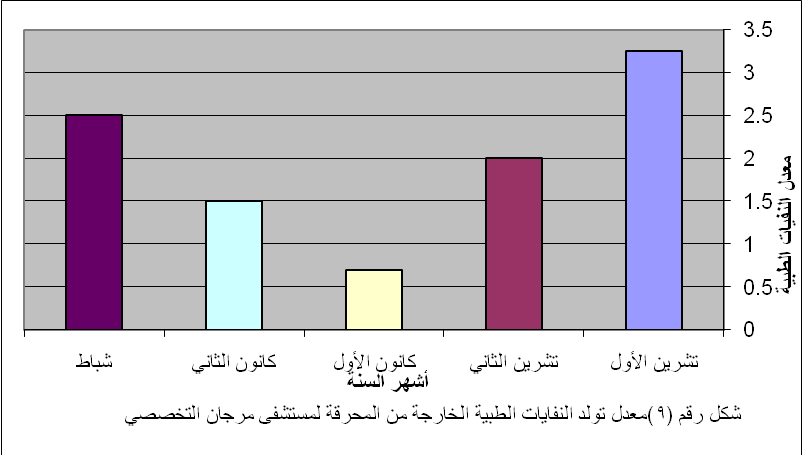 3.5
3
2.5
2
1.5
1
0.5
0
معدل النفيات الطبية
تشرين الأول
تشرين الثاني
كانون الأول
كانون الثاني
شباط
أشهر السنة
شكل رقم (٩)معدل تولد النفايات الطبية الخارجة من المحرقة لمستشفى مرجان التخصصي